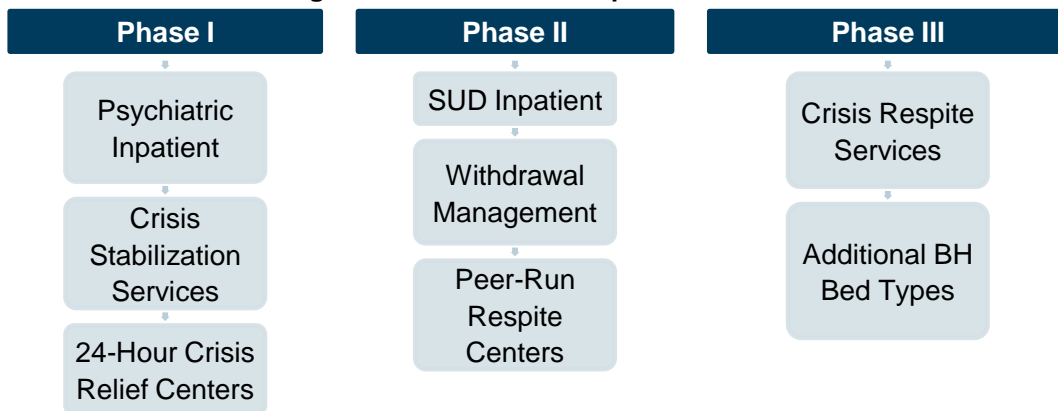 Phase I
Psychiatric
Inpatient
Crisis
Stabilization
Services
24-Hour Crisis
Relief Centers
Phase II
SUD Inpatient
Withdrawal
Management
Peer-Run
Respite
Centers
Phase III
Crisis Respite
Services
Additional BH
Bed Types